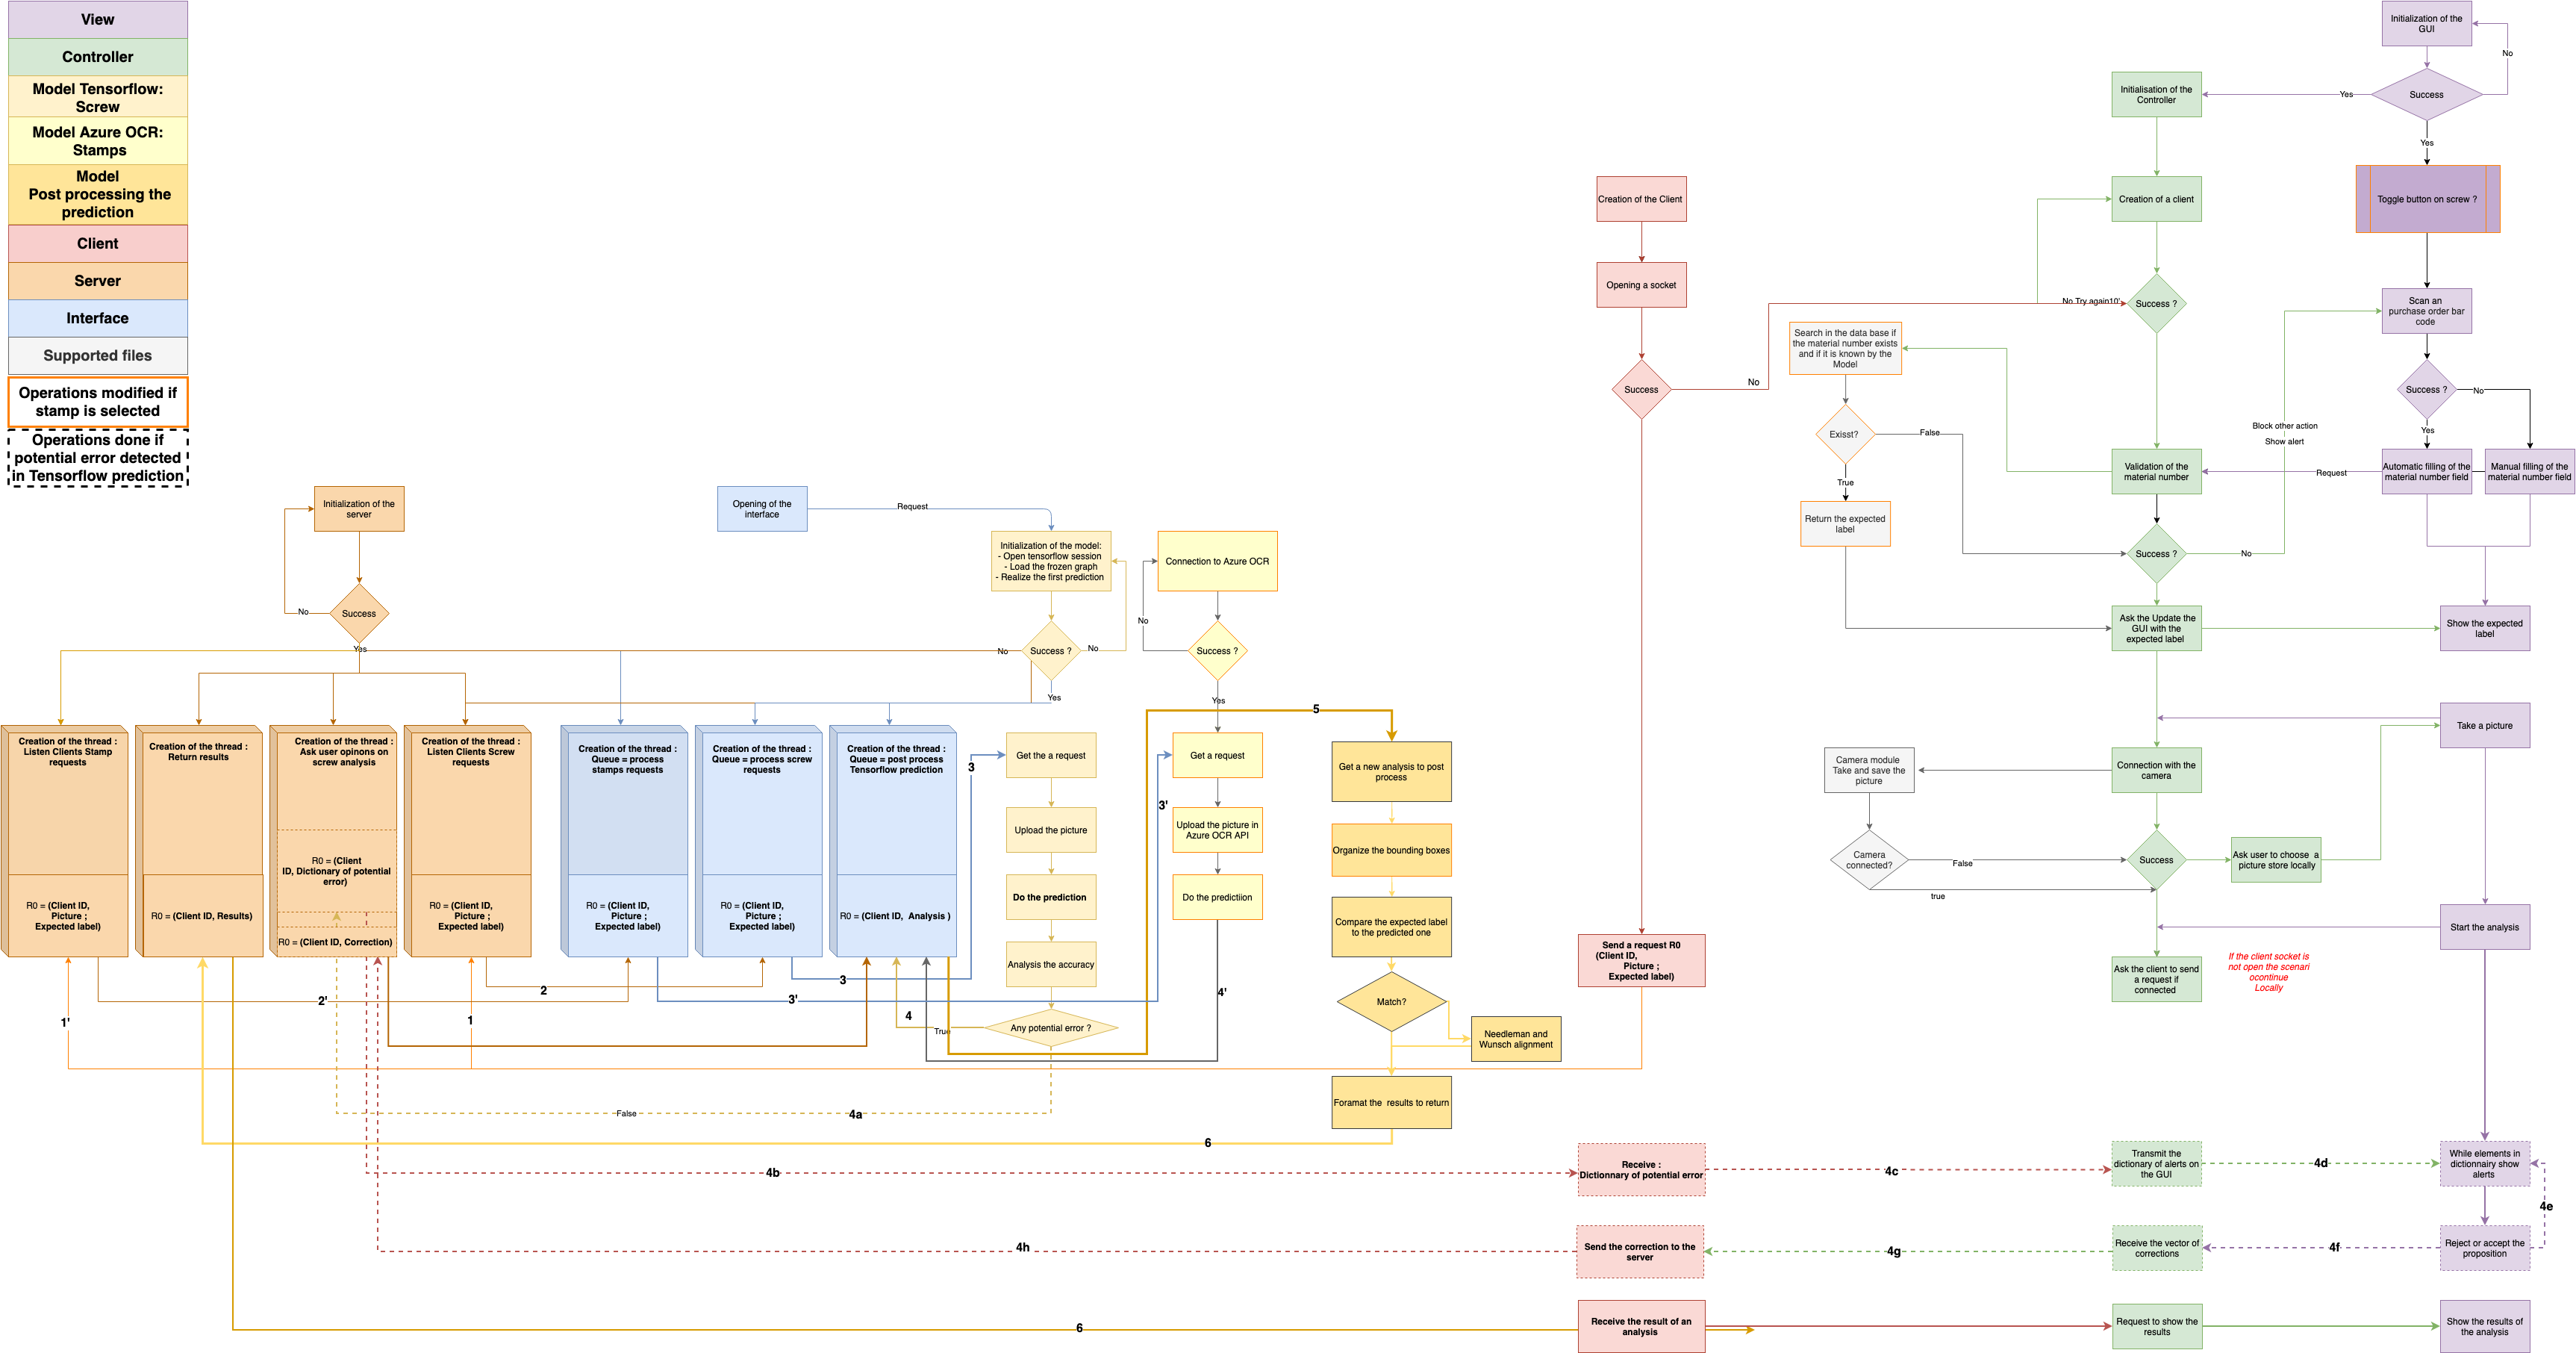 View
Controller
Model Tensorflow:
Screw
Model Azure OCR:
Stamps
Model
Post processing the
prediction
Client
Server
Interface
Supported files
Operations modified if
stamp is selected
Operations done if
potential error detected
in Tensorflow prediction
Initialization of the
server
Success
No
Yes
Creation of the thread :
Listen Clients Stamp
requests
R0 = (Client ID,
Picture ;
Expected label)
Creation of the thread :
Return results
R0 = (Client ID, Results)
Creation of the thread :
Ask user opinons on
screw analysis
R0 = (Client
ID, Dictionary of potential
error)
R0 = (Client ID, Correction)
Creation of the thread :
Listen Clients Screw
requests
R0 = (Client ID,
Picture ;
Expected label)
Opening of the
interface
Request
Creation of the thread :
Queue = process
stamps requests
R0 = (Client ID,
Picture ;
Expected label)
Creation of the thread :
Queue = process screw
requests
R0 = (Client ID,
Picture ;
Expected label)
Creation of the thread :
Queue = post process
Tensorflow prediction
R0 = (Client ID,  Analysis )
Initialization of the model:
- Open tensorflow session
- Load the frozen graph
- Realize the first prediction
Success ?
No
No
Yes
Get the a request
Upload the picture
Do the prediction
Analysis the accuracy
Any potential error ?
True
False
Connection to Azure OCR
Success ?
No
Yes
Get a request
Upload the picture in
Azure OCR API
Do the predictiion
Get a new analysis to post
process
Organize the bounding boxes
Compare the expected label
to the predicted one
Match?
Needleman and
Wunsch alignment
Foramat the  results to return
1'
1
2'
2
3
3
3'
3'
4
4'
5
4a
6
4b
4c
4d
4e
4f
4g
4h
6
Creation of the Client
Opening a socket
Success
No
Send a request R0
(Client ID,
Picture ;
Expected label)
Receive :
Dictionnary of potential error
Send the correction to the
server
Receive the result of an
analysis
Search in the data base if
the material number exists
and if it is known by the
Model
Exisst?
False
True
Return the expected
label
Camera module
Take and save the
picture
Camera
connected?
False
true
Initialisation of the
Controller
Creation of a client
Success ?
No Try again10'
Validation of the
material number
Success ?
No
Block other action
Show alert
Ask the Update the
GUI with the
expected label
Connection with the
camera
Success
Ask user to choose  a
picture store locally
Ask the client to send
a request if
connected
If the client socket is
not open the scenari
ocontinue
Locally
Transmit the
dictionary of alerts on
the GUI
Receive the vector of
corrections
Request to show the
results
Initialization of the
GUI
No
Success
Yes
Yes
Toggle button on screw ?
Scan an
purchase order bar
code
Success ?
No
Yes
Request
Automatic filling of the
material number field
Manual filling of the
material number field
Show the expected
label
Take a picture
Start the analysis
While elements in
dictionnairy show
alerts
Reject or accept the
proposition
Show the results of
the analysis